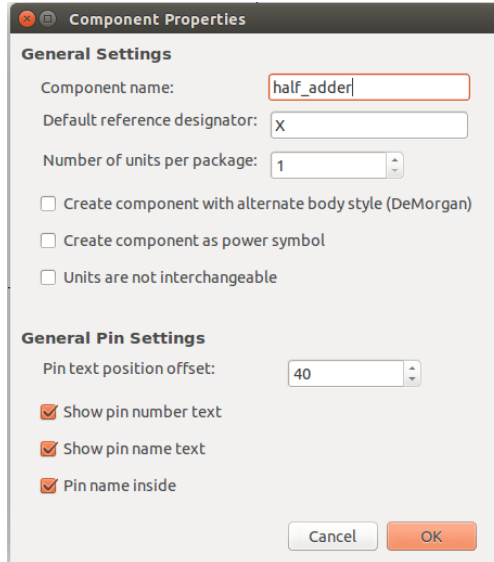 Component Properties
General Settings
Component name: half_adder
Default reference designator: X
Number of units per package: 1
Create component with alternate body style (DeMorgan)
Create component as power symbol
Units are not interchangeable
General Pin Settings
Pin text position offset: 40
Show pin number text
Show pin name text
Pin name inside
Cancel OK